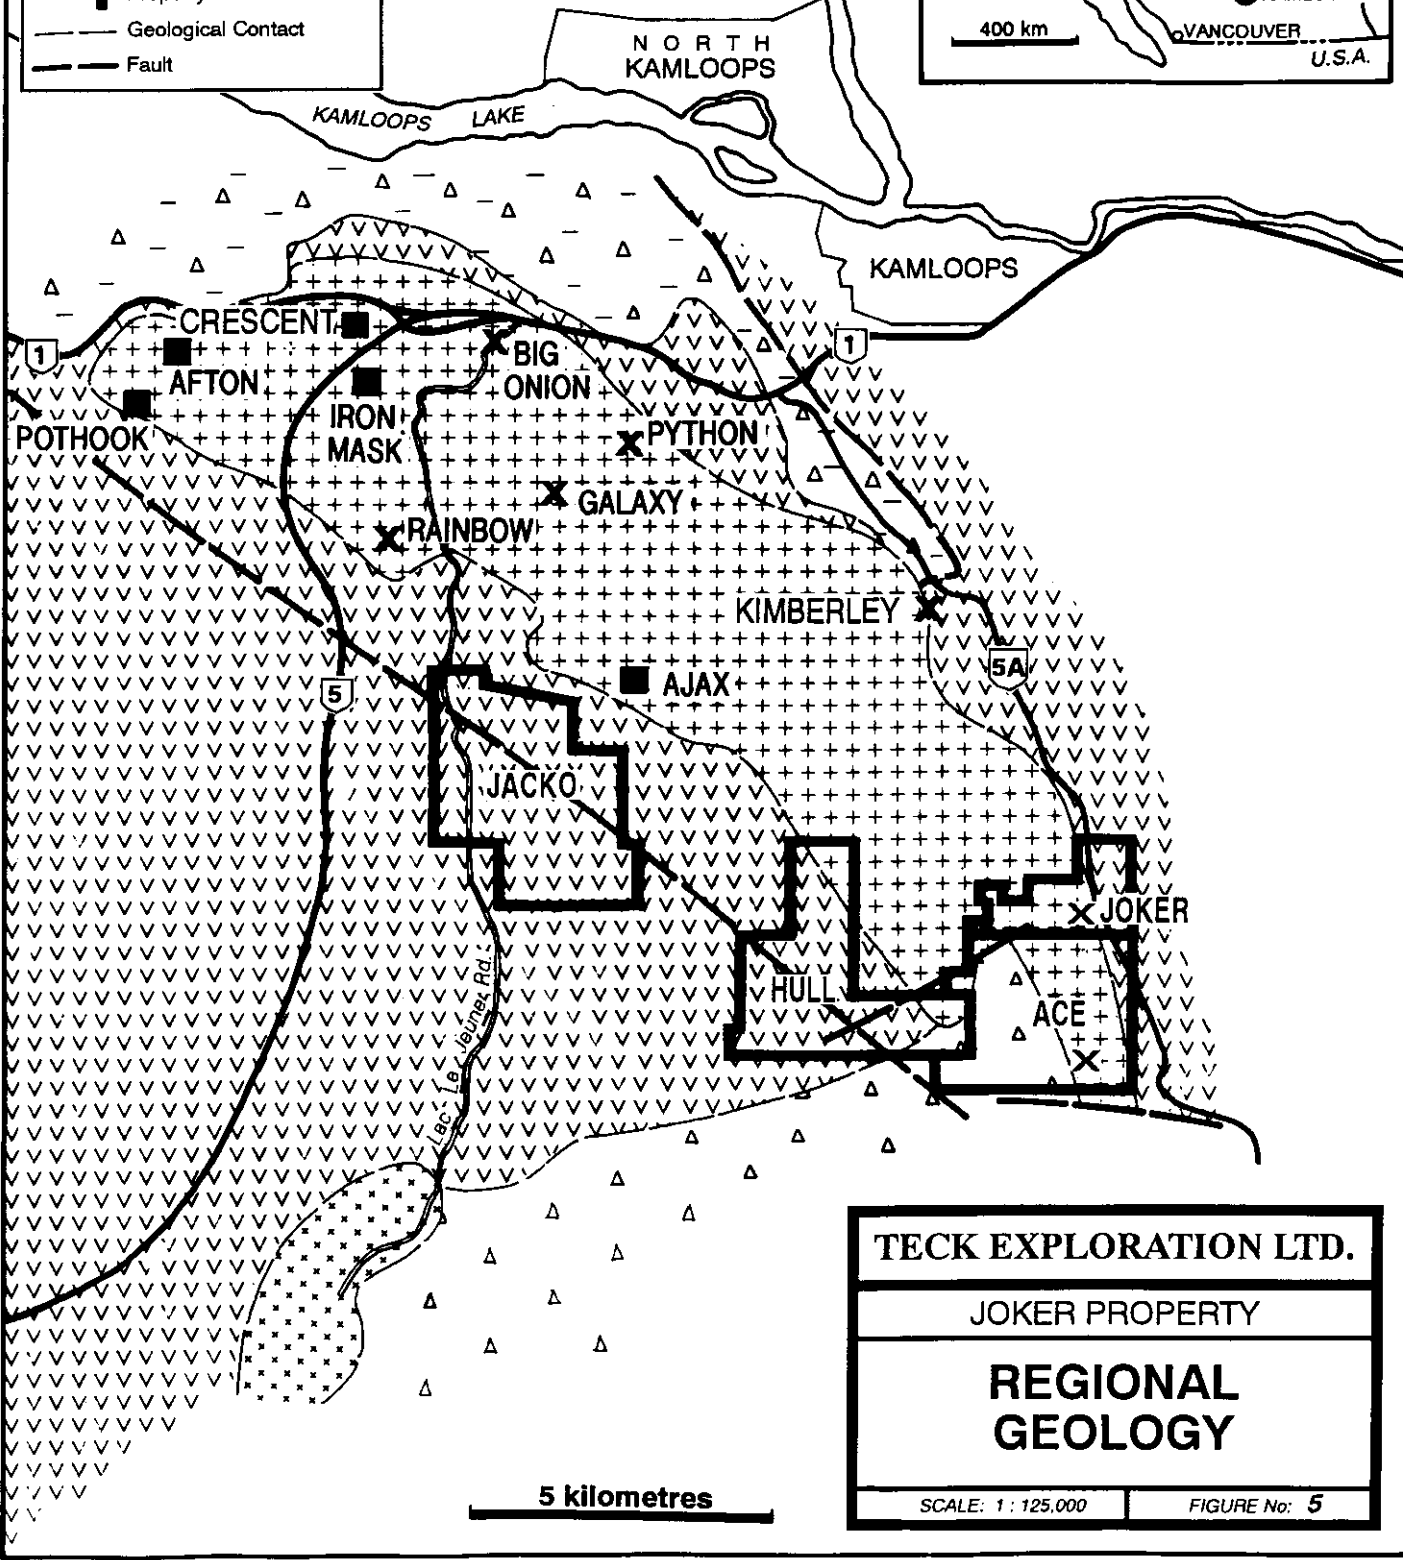 Geological Contact
Fault
400 km
VANCOUVER
U.S.A.
NORTH
KAMLOOPS
KAMLOOPS LAKE
KAMLOOPS
1
1
CRESCENT
AFTON
POTHOOK
IRON
MASK
BIG
ONION
PYTHON
GALAXY
RAINBOW
KIMBERLEY
5A
5
AJAX
JACKO
JOKER
HULL
ACE
Lac Le Jeune Rd.
TECK EXPLORATION LTD.
JOKER PROPERTY
REGIONAL
GEOLOGY
5 kilometres
SCALE: 1 : 125,000
FIGURE No: 5